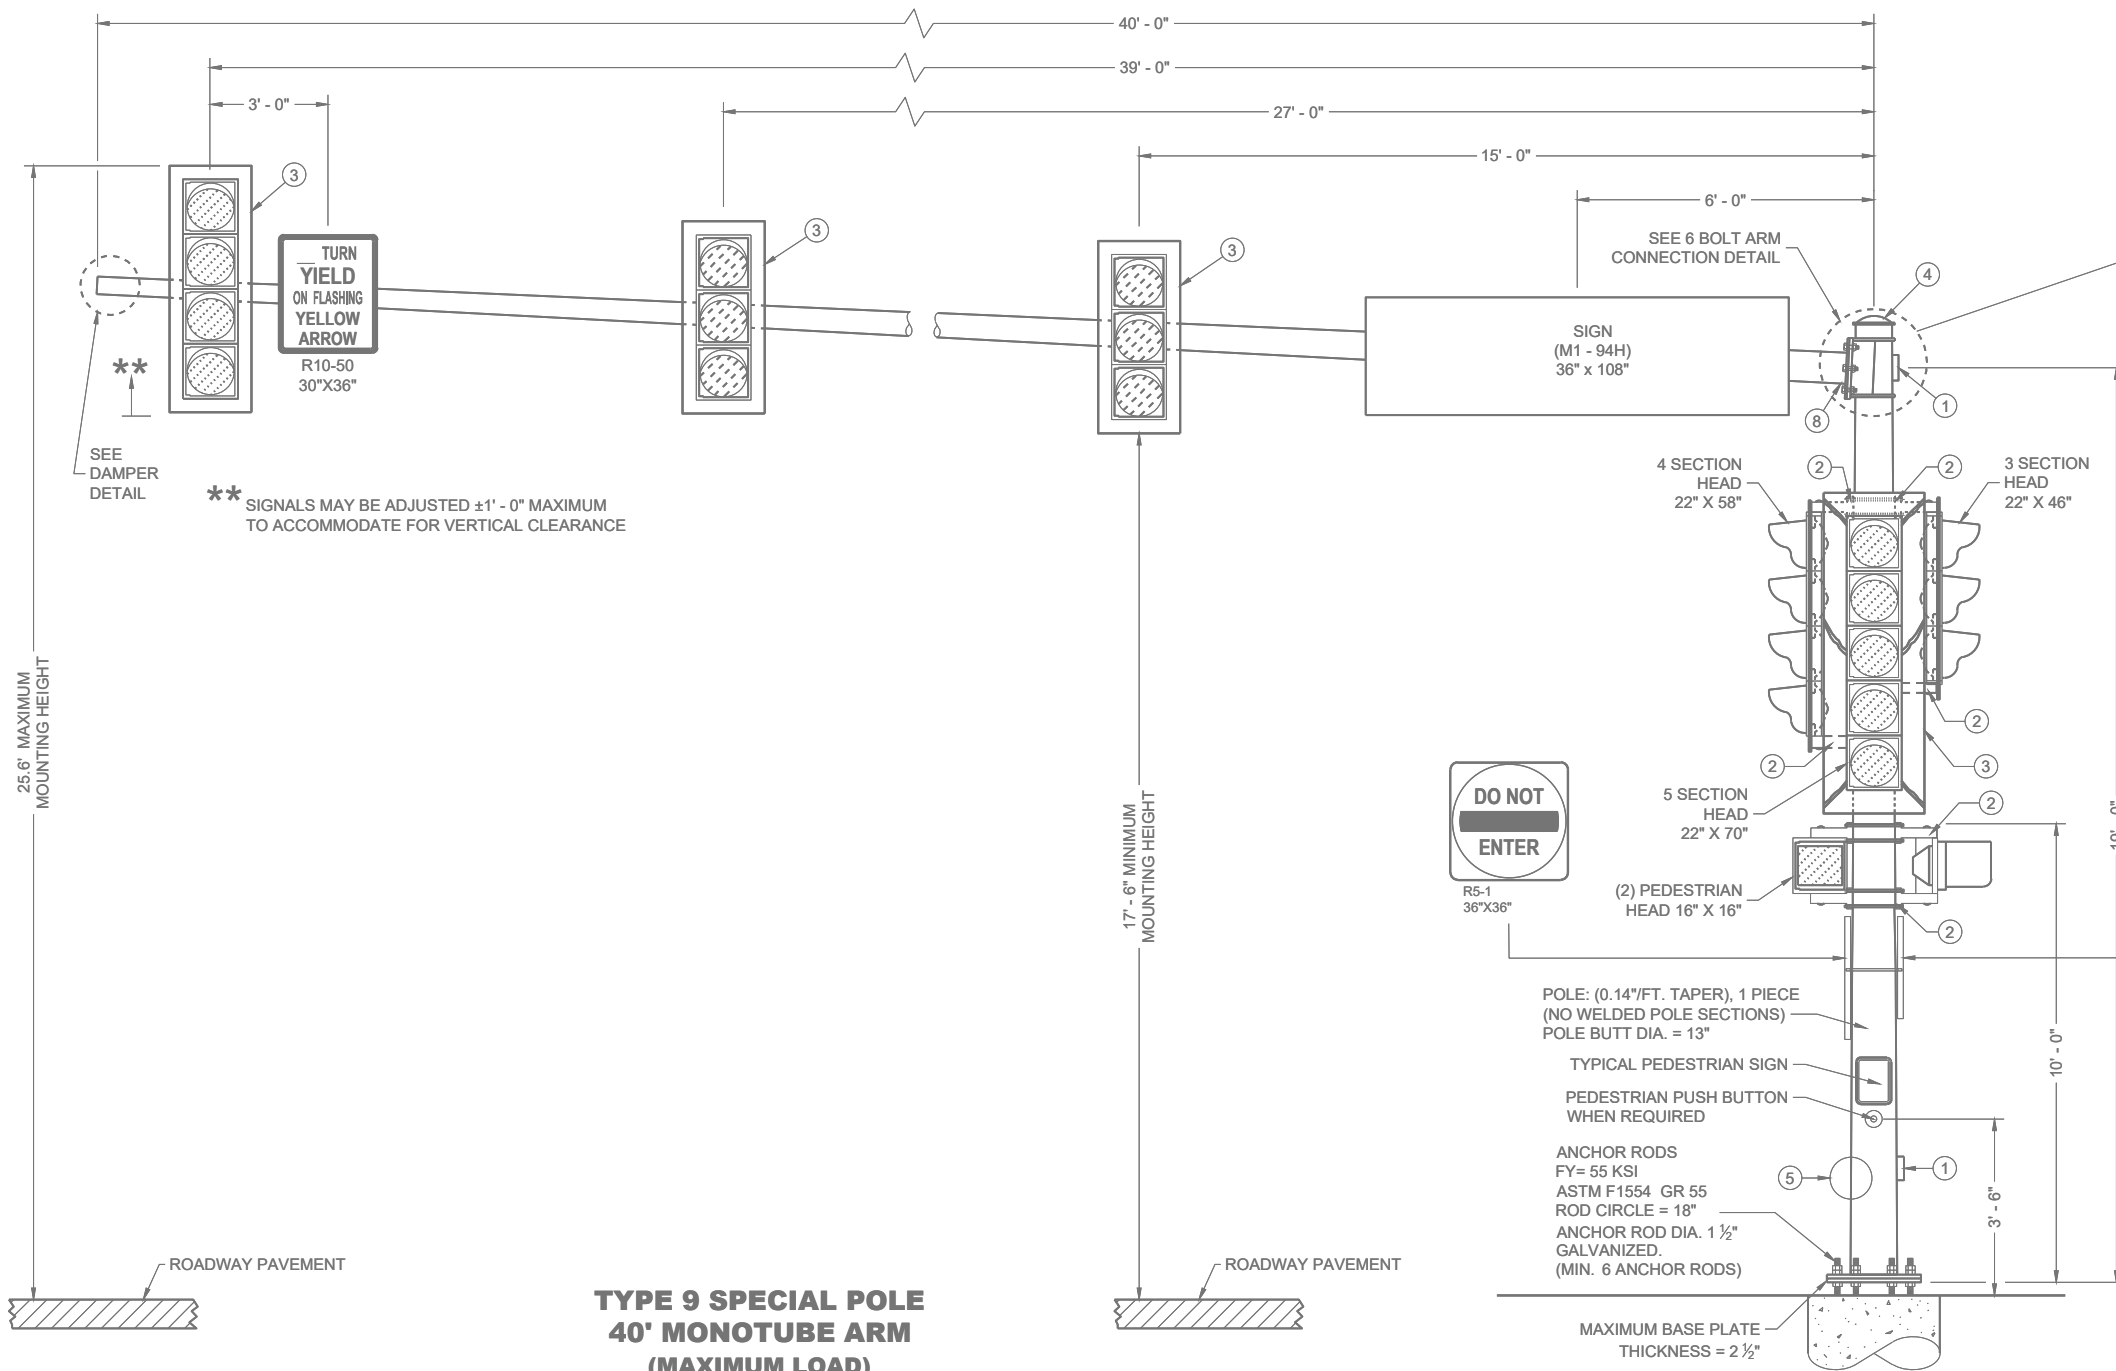 40' - 0"
39' - 0"
3' - 0"
27' - 0"
15' - 0"
6' - 0"
3
3
3
SEE 6 BOLT ARM
CONNECTION DETAIL
4
TURN
YIELD
ON FLASHING
YELLOW
ARROW
R10-50
30"X36"
SIGN
(M1 - 94H)
36" x 108"
**
8
1
SEE
DAMPER
DETAIL
** SIGNALS MAY BE ADJUSTED ±1' - 0" MAXIMUM
TO ACCOMMODATE FOR VERTICAL CLEARANCE
4 SECTION
HEAD
22" X 58"
2
2
3 SECTION
HEAD
22" X 46"
25.6' MAXIMUM
MOUNTING HEIGHT
17' - 6" MINIMUM
MOUNTING HEIGHT
2
2
3
5 SECTION
HEAD
22" X 70"
2
DO NOT
ENTER
R5-1
36"X36"
(2) PEDESTRIAN
HEAD 16" X 16"
2
POLE: (0.14"/FT. TAPER), 1 PIECE
(NO WELDED POLE SECTIONS)
POLE BUTT DIA. = 13"
10' - 0"
TYPICAL PEDESTRIAN SIGN
PEDESTRIAN PUSH BUTTON
WHEN REQUIRED
ANCHOR RODS
FY= 55 KSI
ASTM F1554 GR 55
ROD CIRCLE = 18"
ANCHOR ROD DIA. 1 ½"
GALVANIZED.
(MIN. 6 ANCHOR RODS)
5
1
3' - 6"
ROADWAY PAVEMENT
ROADWAY PAVEMENT
TYPE 9 SPECIAL POLE
40' MONOTUBE ARM
(MAXIMUM LOAD)
MAXIMUM BASE PLATE
THICKNESS = 2 ½"